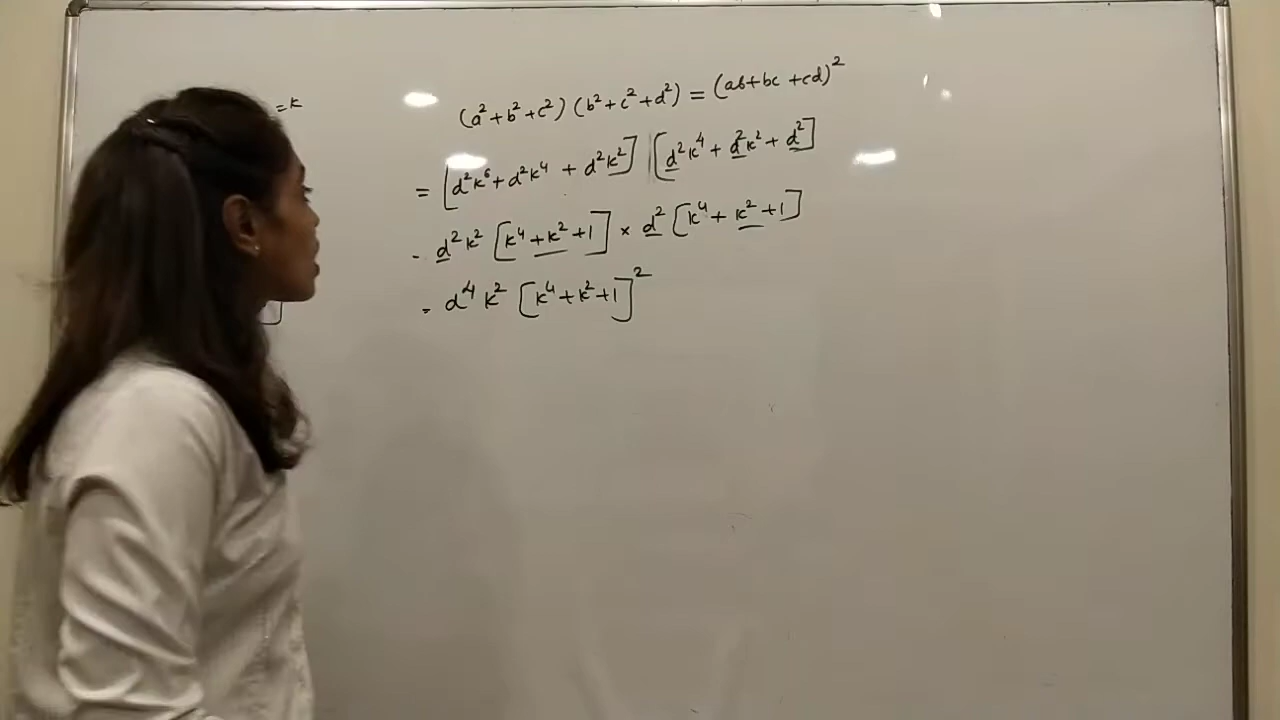 =k
(a²+b²+c²)(b²+c²+d²) = (ab+bc+cd)²
= [d²k⁶+d²k⁴ + d²k²] [d²k⁴ + d²k² + d²]
- d²k² [k⁴+k²+1] × d² [k⁴+k²+1]
= d⁴ k² [k⁴+k²+1]²